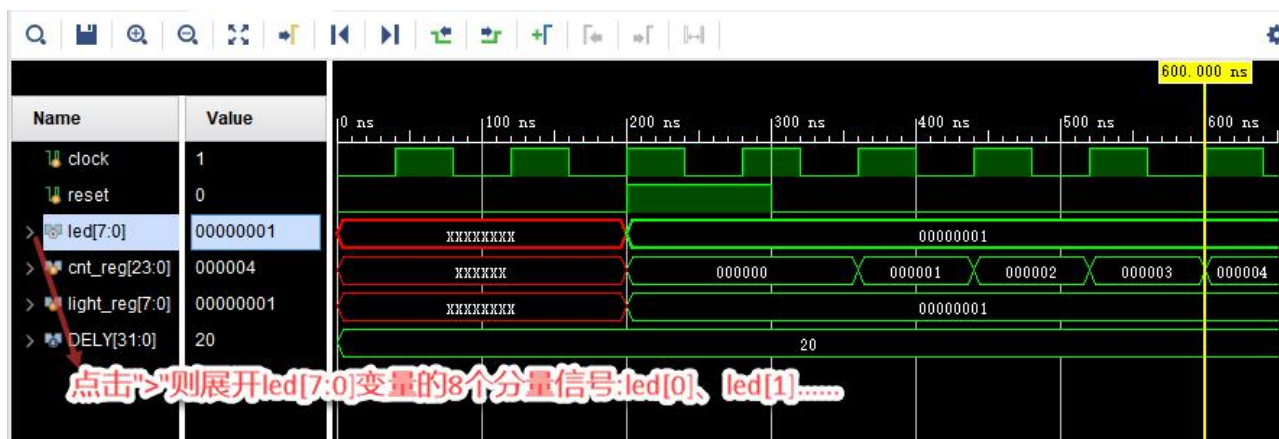 600.000 ns
Name Value
0 ns 100 ns 200 ns 300 ns 400 ns 500 ns 600 ns
clock 1
reset 0
> led[7:0] 00000001 XXXXXXXX 00000001
> cnt_reg[23:0] 000004 XXXXXX 000000 000001 000002 000003 000004
> light_reg[7:0] 00000001 XXXXXXXX 00000001
> DELY[31:0] 20 20
点击">"则展开led[7:0]变量的8个分量信号:led[0]、led[1]......